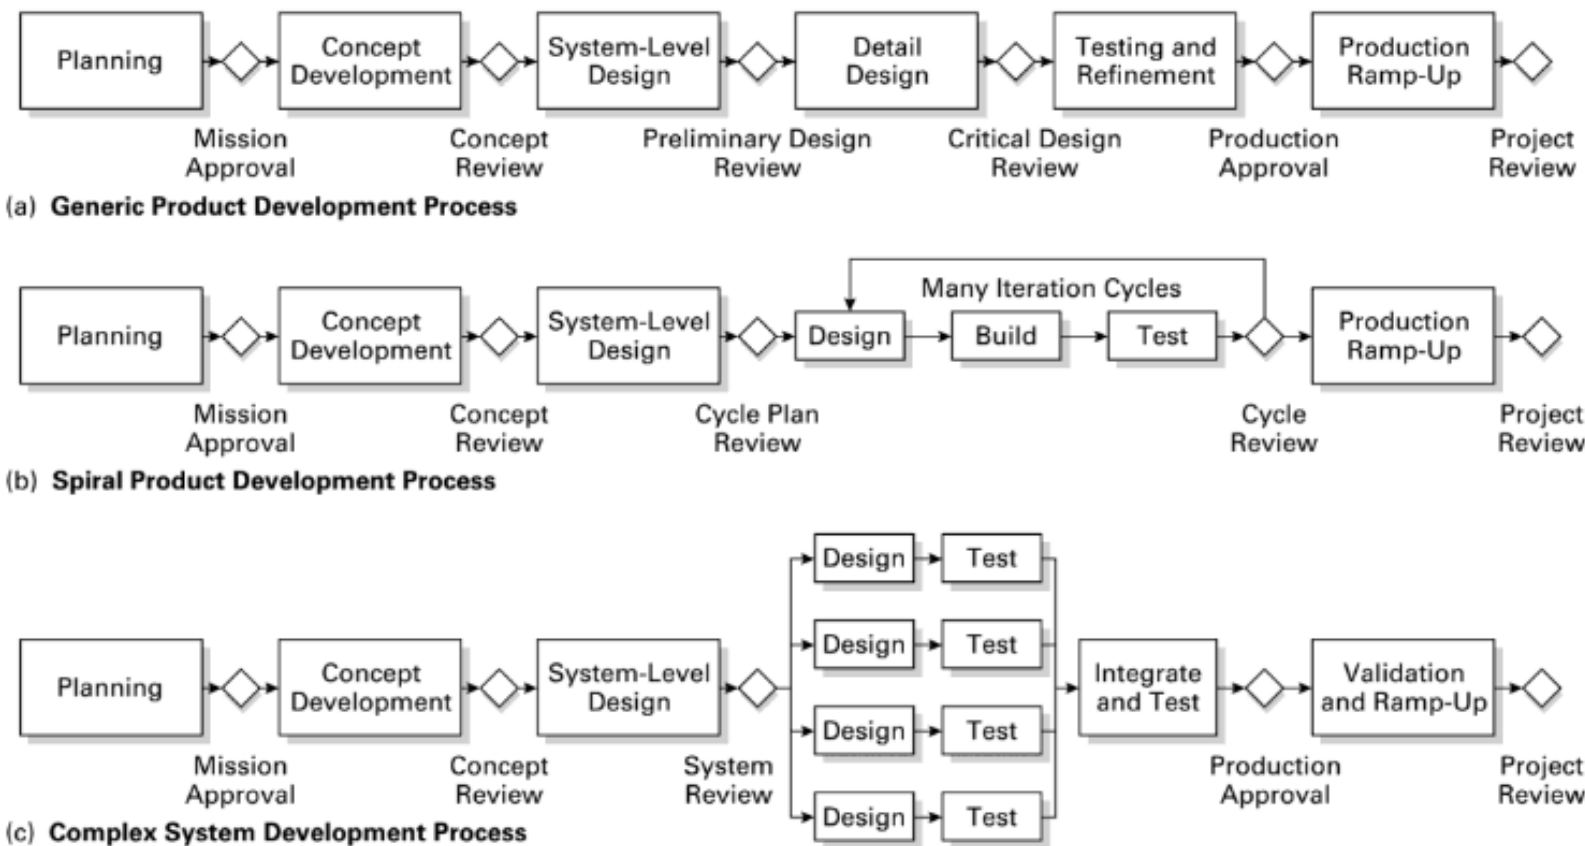 Planning
Concept
Development
System-Level
Design
Detail
Design
Testing and
Refinement
Production
Ramp-Up
Mission
Approval
Concept
Review
Preliminary Design
Review
Critical Design
Review
Production
Approval
Project
Review
(a) Generic Product Development Process
Planning
Concept
Development
System-Level
Design
Many Iteration Cycles
Design
Build
Test
Production
Ramp-Up
Mission
Approval
Concept
Review
Cycle Plan
Review
Cycle
Review
Project
Review
(b) Spiral Product Development Process
Planning
Concept
Development
System-Level
Design
Design
Test
Design
Test
Design
Test
Design
Test
Integrate
and Test
Validation
and Ramp-Up
Mission
Approval
Concept
Review
System
Review
Production
Approval
Project
Review
(c) Complex System Development Process